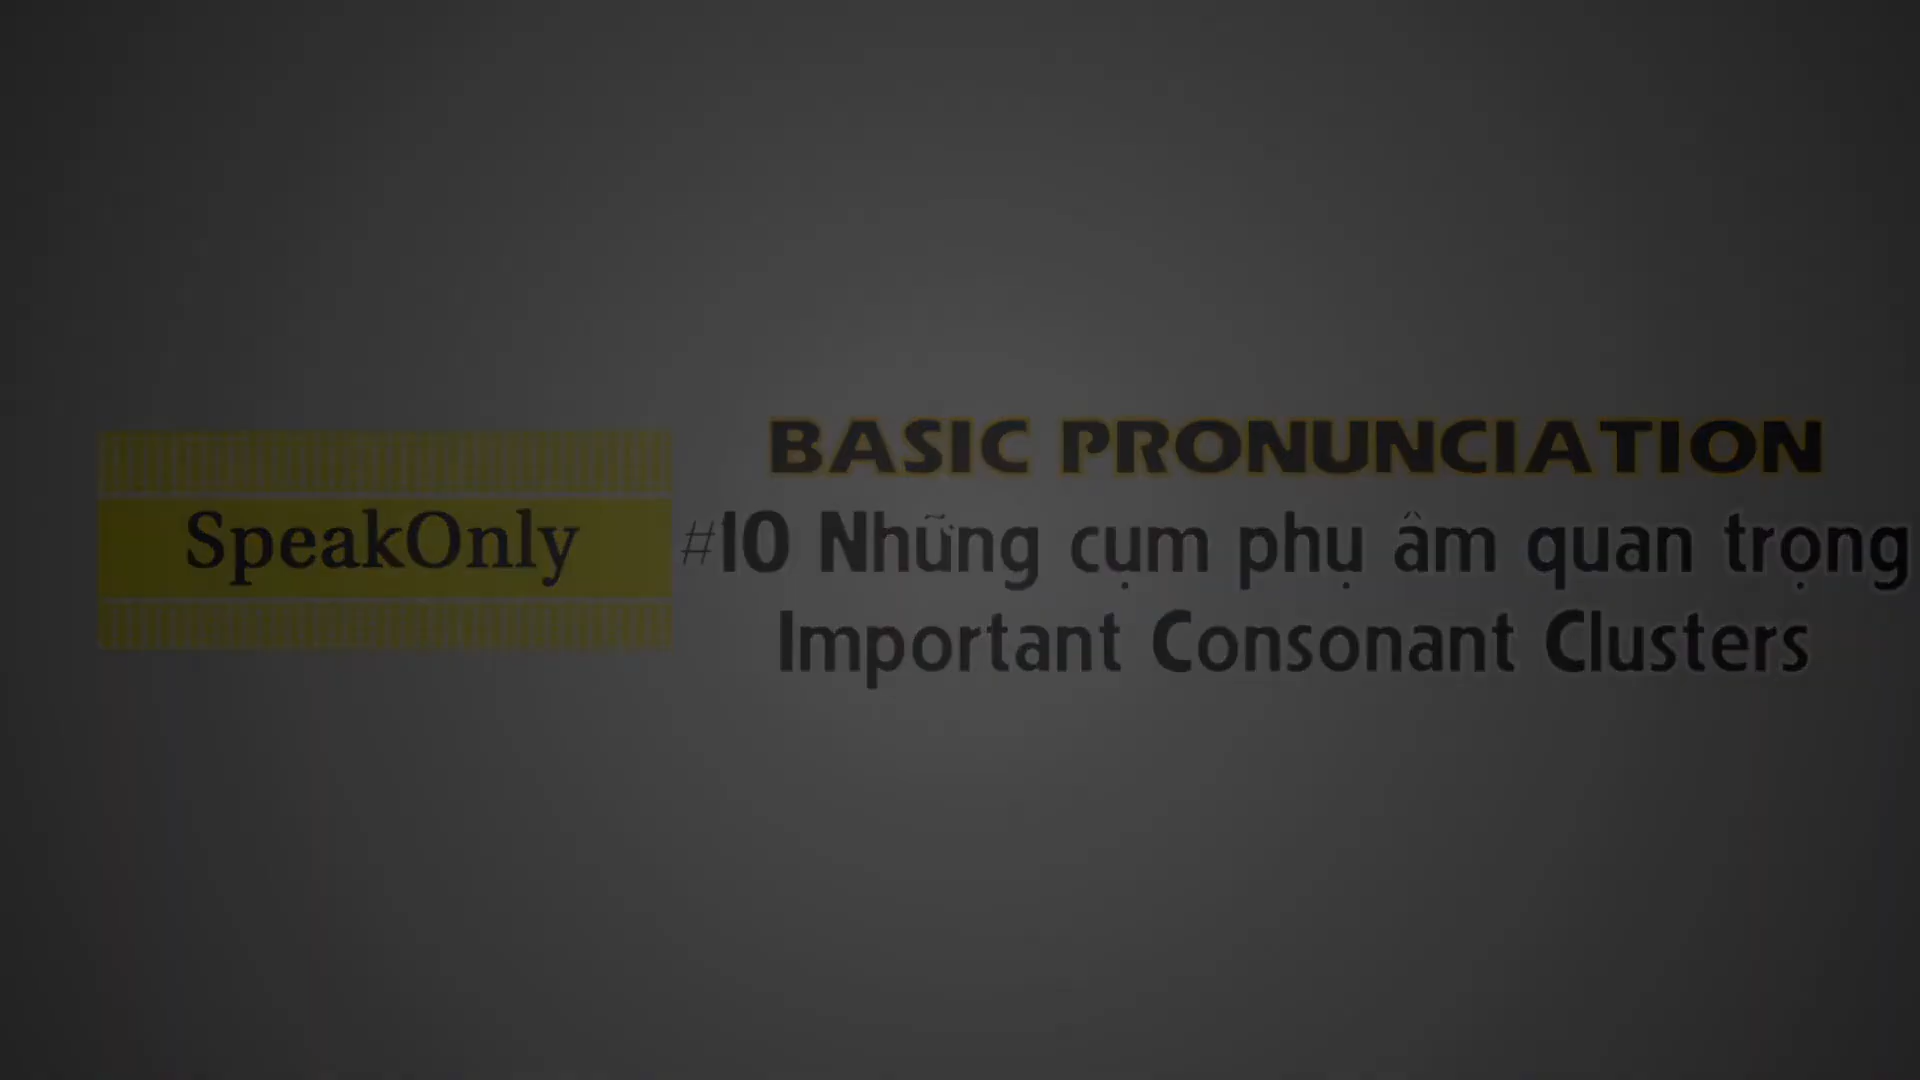 SpeakOnly
BASIC PRONUNCIATION
#10 Những cụm phụ âm quan trọng
Important Consonant Clusters